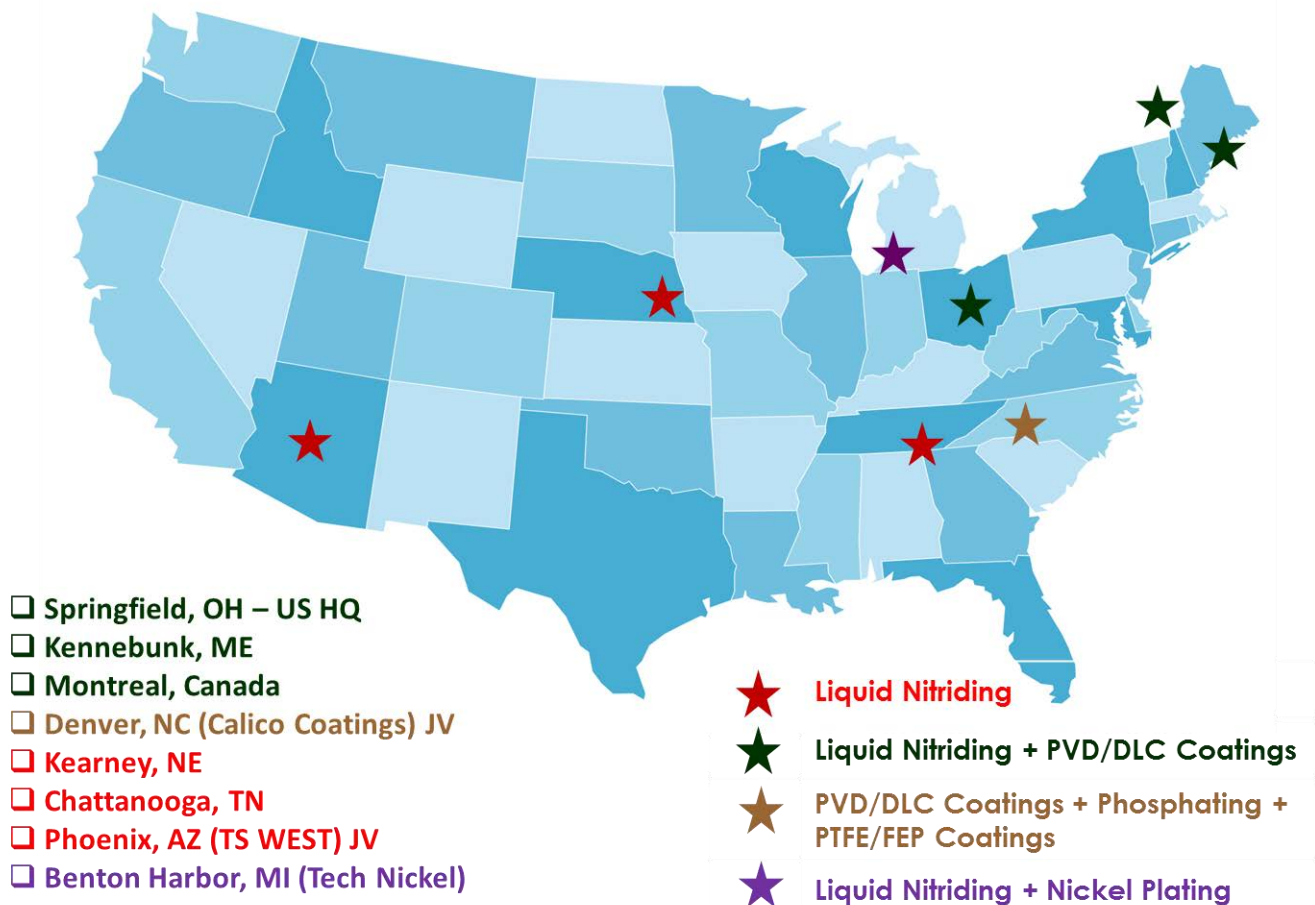 Springfield, OH – US HQ
Kennebunk, ME
Montreal, Canada
Denver, NC (Calico Coatings) JV
Kearney, NE
Chattanooga, TN
Phoenix, AZ (TS WEST) JV
Benton Harbor, MI (Tech Nickel)
Liquid Nitriding
Liquid Nitriding + PVD/DLC Coatings
PVD/DLC Coatings + Phosphating +
PTFE/FEP Coatings
Liquid Nitriding + Nickel Plating